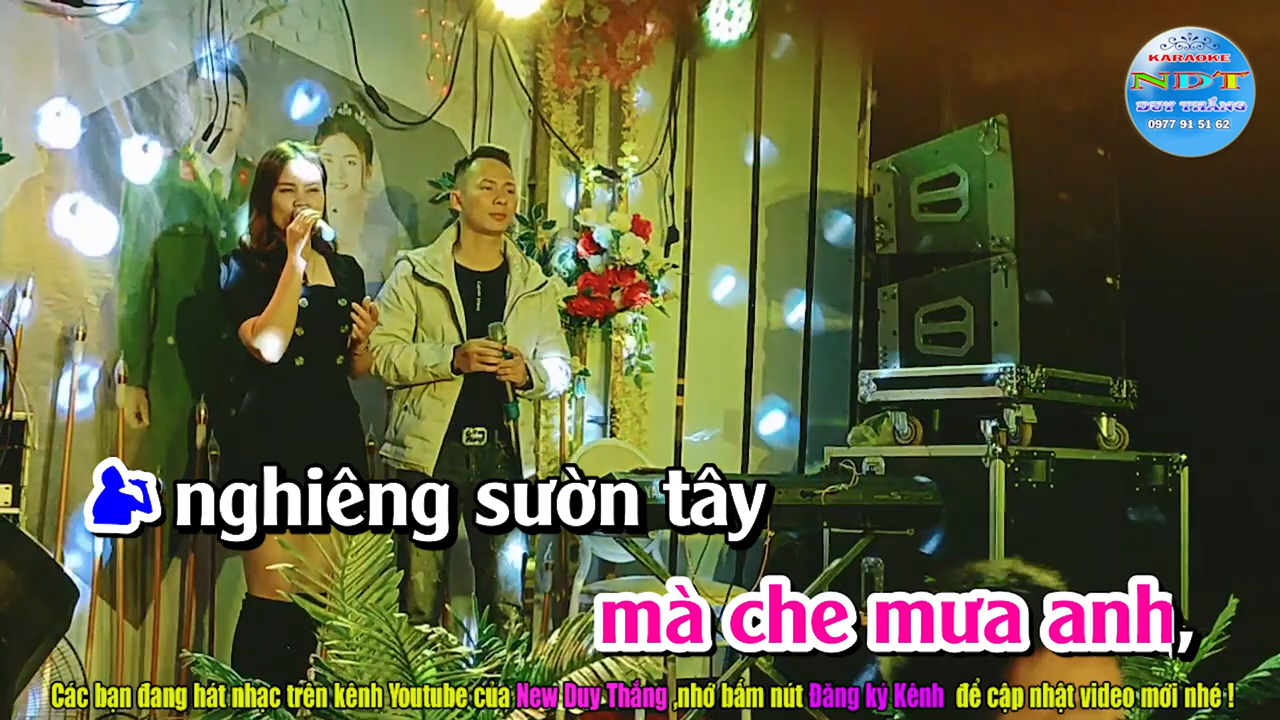 KARAOKE
NDT
DUY THẮNG
0977 91 51 62
nghiêng sườn tây
mà che mưa anh,
Các bạn đang hát nhạc trên kênh Youtube của New Duy Thắng ,nhớ bấm nút Đăng ký Kênh để cập nhật video mới nhé !